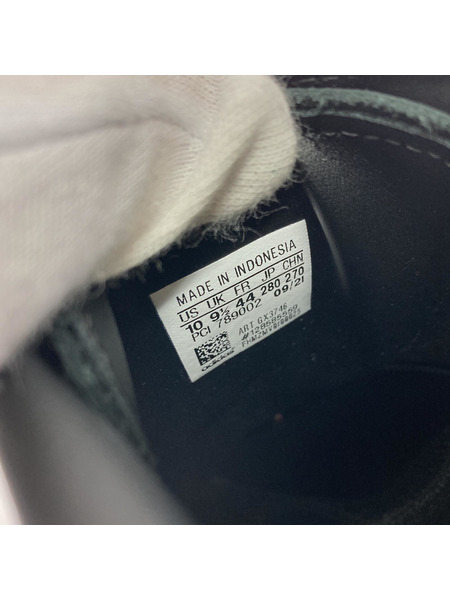 MADE IN INDONESIA
US UK FR JP CHN
10 9½ 44 280 270
PCI 789002 09/21
ART GX3746
adidas